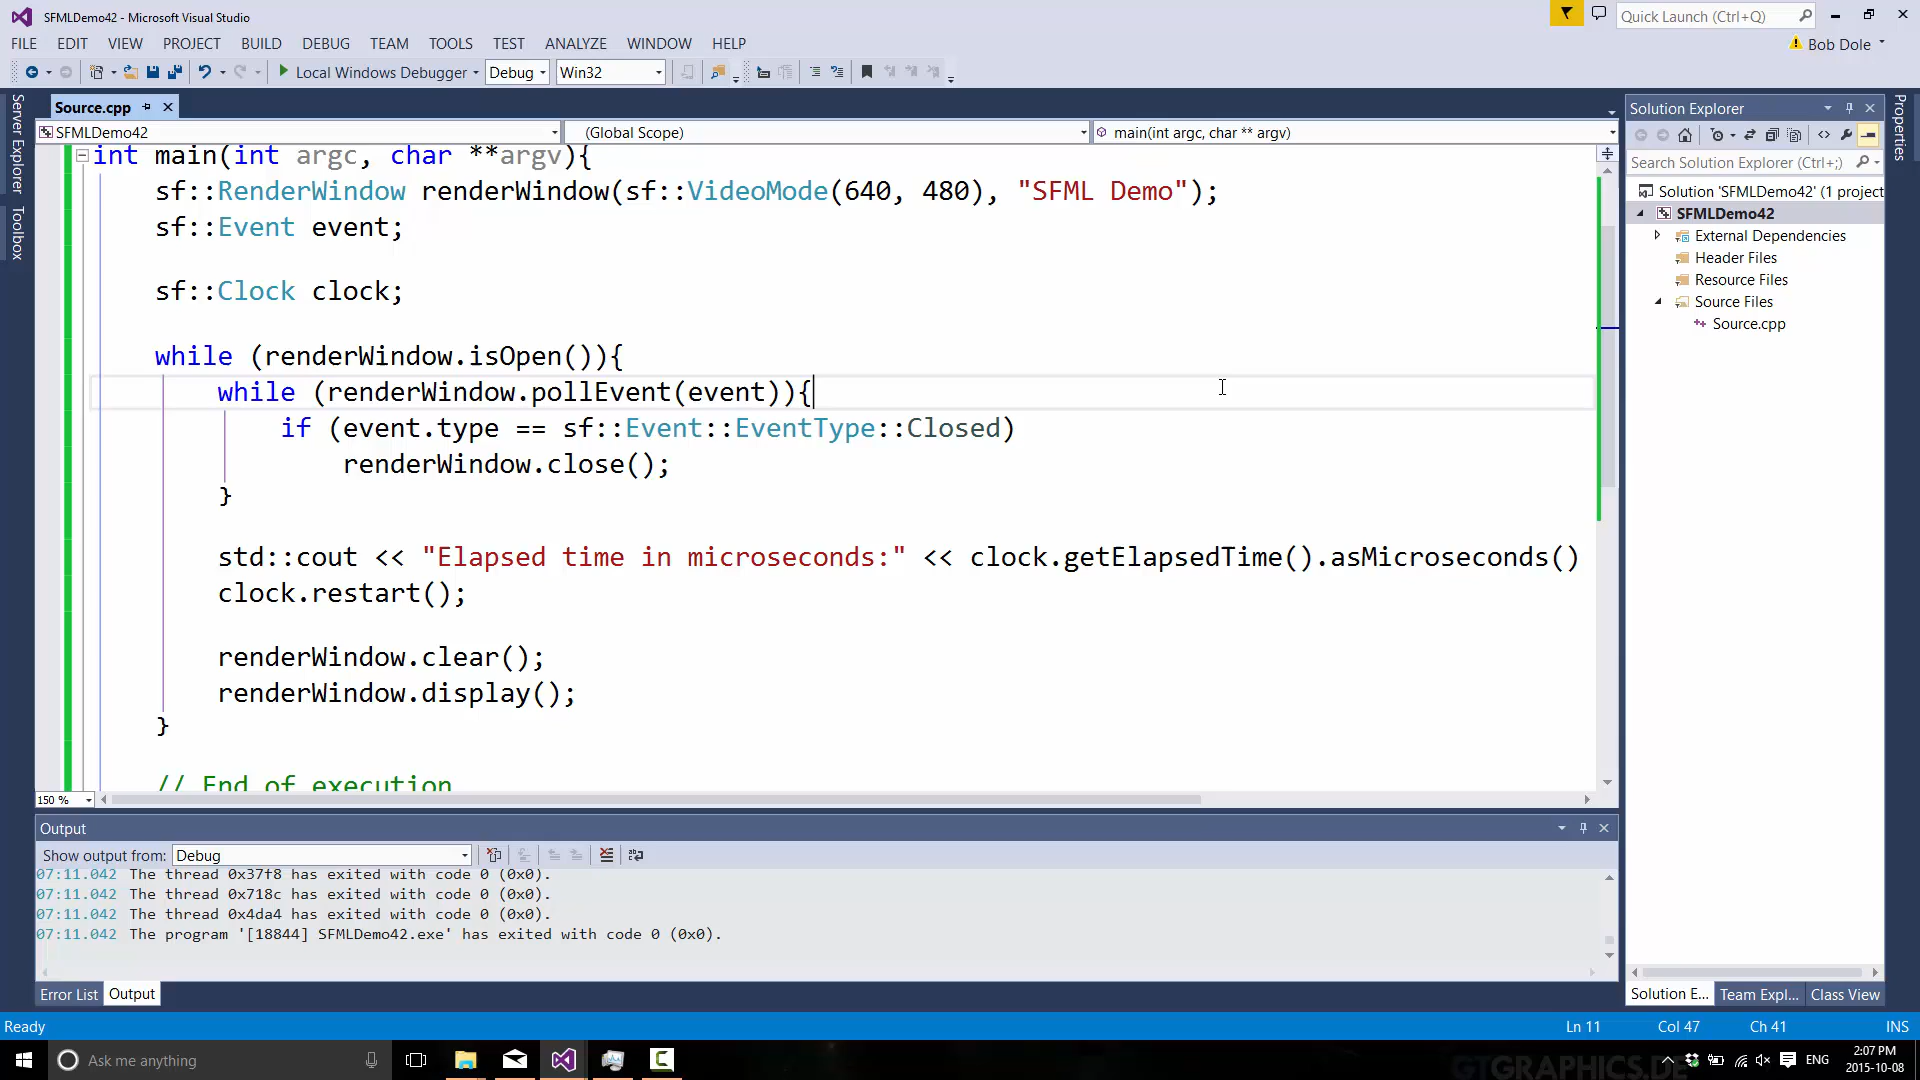 SFMLDemo42 - Microsoft Visual Studio
Quick Launch (Ctrl+Q)
FILE EDIT VIEW PROJECT BUILD DEBUG TEAM TOOLS TEST ANALYZE WINDOW HELP
Bob Dole
Local Windows Debugger
Debug
Win32
Server Explorer
Toolbox
Source.cpp
SFMLDemo42
(Global Scope)
main(int argc, char ** argv)
int main(int argc, char **argv){
sf::RenderWindow renderWindow(sf::VideoMode(640, 480), "SFML Demo");
sf::Event event;
sf::Clock clock;
while (renderWindow.isOpen()){
while (renderWindow.pollEvent(event)){
if (event.type == sf::Event::EventType::Closed)
renderWindow.close();
}
std::cout << "Elapsed time in microseconds:" << clock.getElapsedTime().asMicroseconds()
clock.restart();
renderWindow.clear();
renderWindow.display();
}
// End of execution
150 %
Output
Show output from: Debug
07:11.042 The thread 0x37f8 has exited with code 0 (0x0).
07:11.042 The thread 0x718c has exited with code 0 (0x0).
07:11.042 The thread 0x4da4 has exited with code 0 (0x0).
07:11.042 The program '[18844] SFMLDemo42.exe' has exited with code 0 (0x0).
Error List
Output
Solution Explorer
Search Solution Explorer (Ctrl+;)
Solution 'SFMLDemo42' (1 project
SFMLDemo42
External Dependencies
Header Files
Resource Files
Source Files
Source.cpp
Solution E...
Team Expl...
Class View
Properties
Ready
Ln 11
Col 47
Ch 41
INS
Ask me anything
GTGRAPHICS.DE
ENG
2:07 PM
2015-10-08